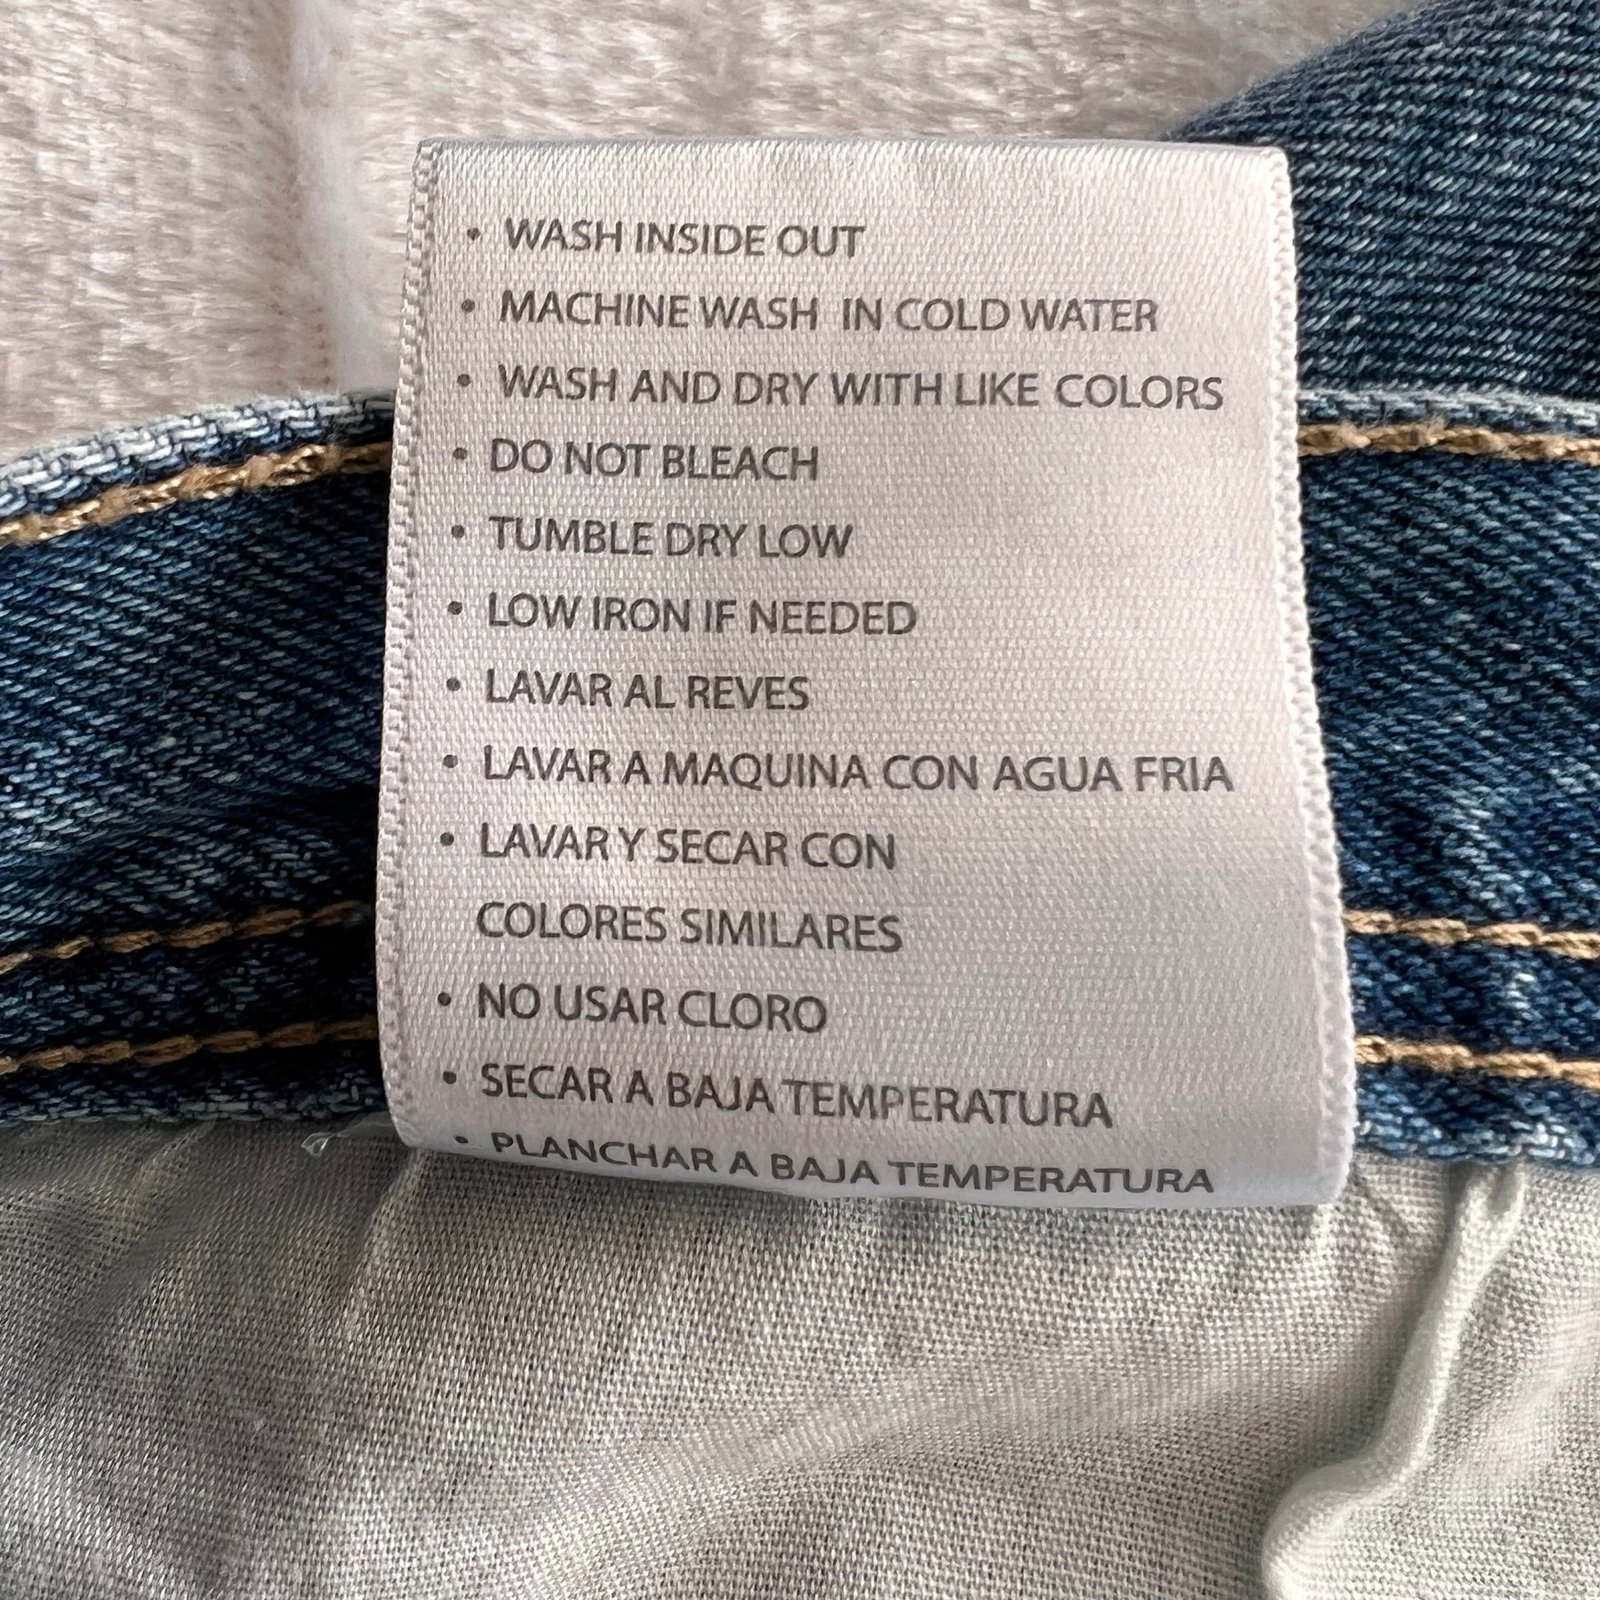 • WASH INSIDE OUT
• MACHINE WASH IN COLD WATER
• WASH AND DRY WITH LIKE COLORS
• DO NOT BLEACH
• TUMBLE DRY LOW
• LOW IRON IF NEEDED
• LAVAR AL REVES
• LAVAR A MAQUINA CON AGUA FRIA
• LAVAR Y SECAR CON
COLORES SIMILARES
• NO USAR CLORO
• SECAR A BAJA TEMPERATURA
• PLANCHAR A BAJA TEMPERATURA